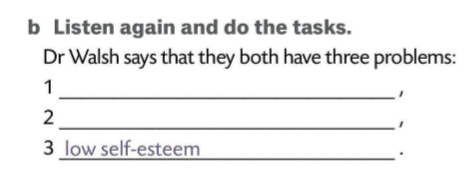 b Listen again and do the tasks.
Dr Walsh says that they both have three problems:
1 ,
2 ,
3 low self-esteem .